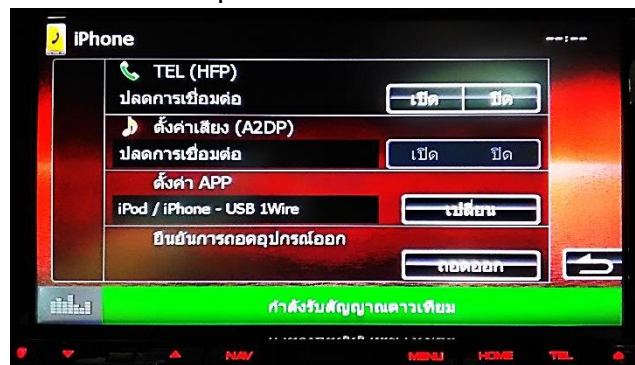 iPhone
--:--
TEL (HFP)
ปลดการเชื่อมต่อ
เปิด
ปิด
ตั้งค่าเสียง (A2DP)
ปลดการเชื่อมต่อ
เปิด
ปิด
ตั้งค่า APP
iPod / iPhone - USB 1Wire
เปลี่ยน
ยืนยันการถอดอุปกรณ์ออก
ถอดออก
กำลังรับสัญญาณดาวเทียม
NAV
MENU
HOME
TEL